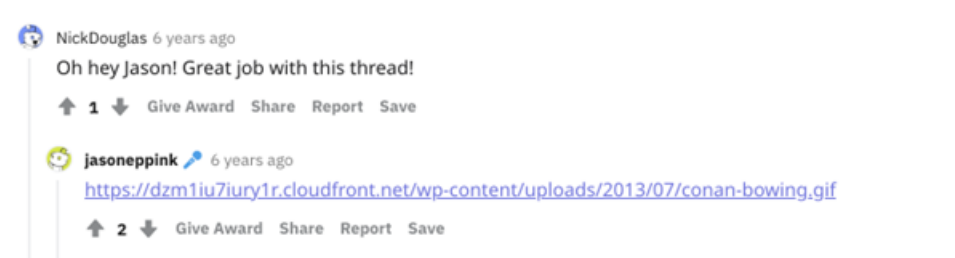 NickDouglas 6 years ago
Oh hey Jason! Great job with this thread!
1 Give Award Share Report Save
jasoneppink 6 years ago
https://dzm1iu7iury1r.cloudfront.net/wp-content/uploads/2013/07/conan-bowing.gif
2 Give Award Share Report Save